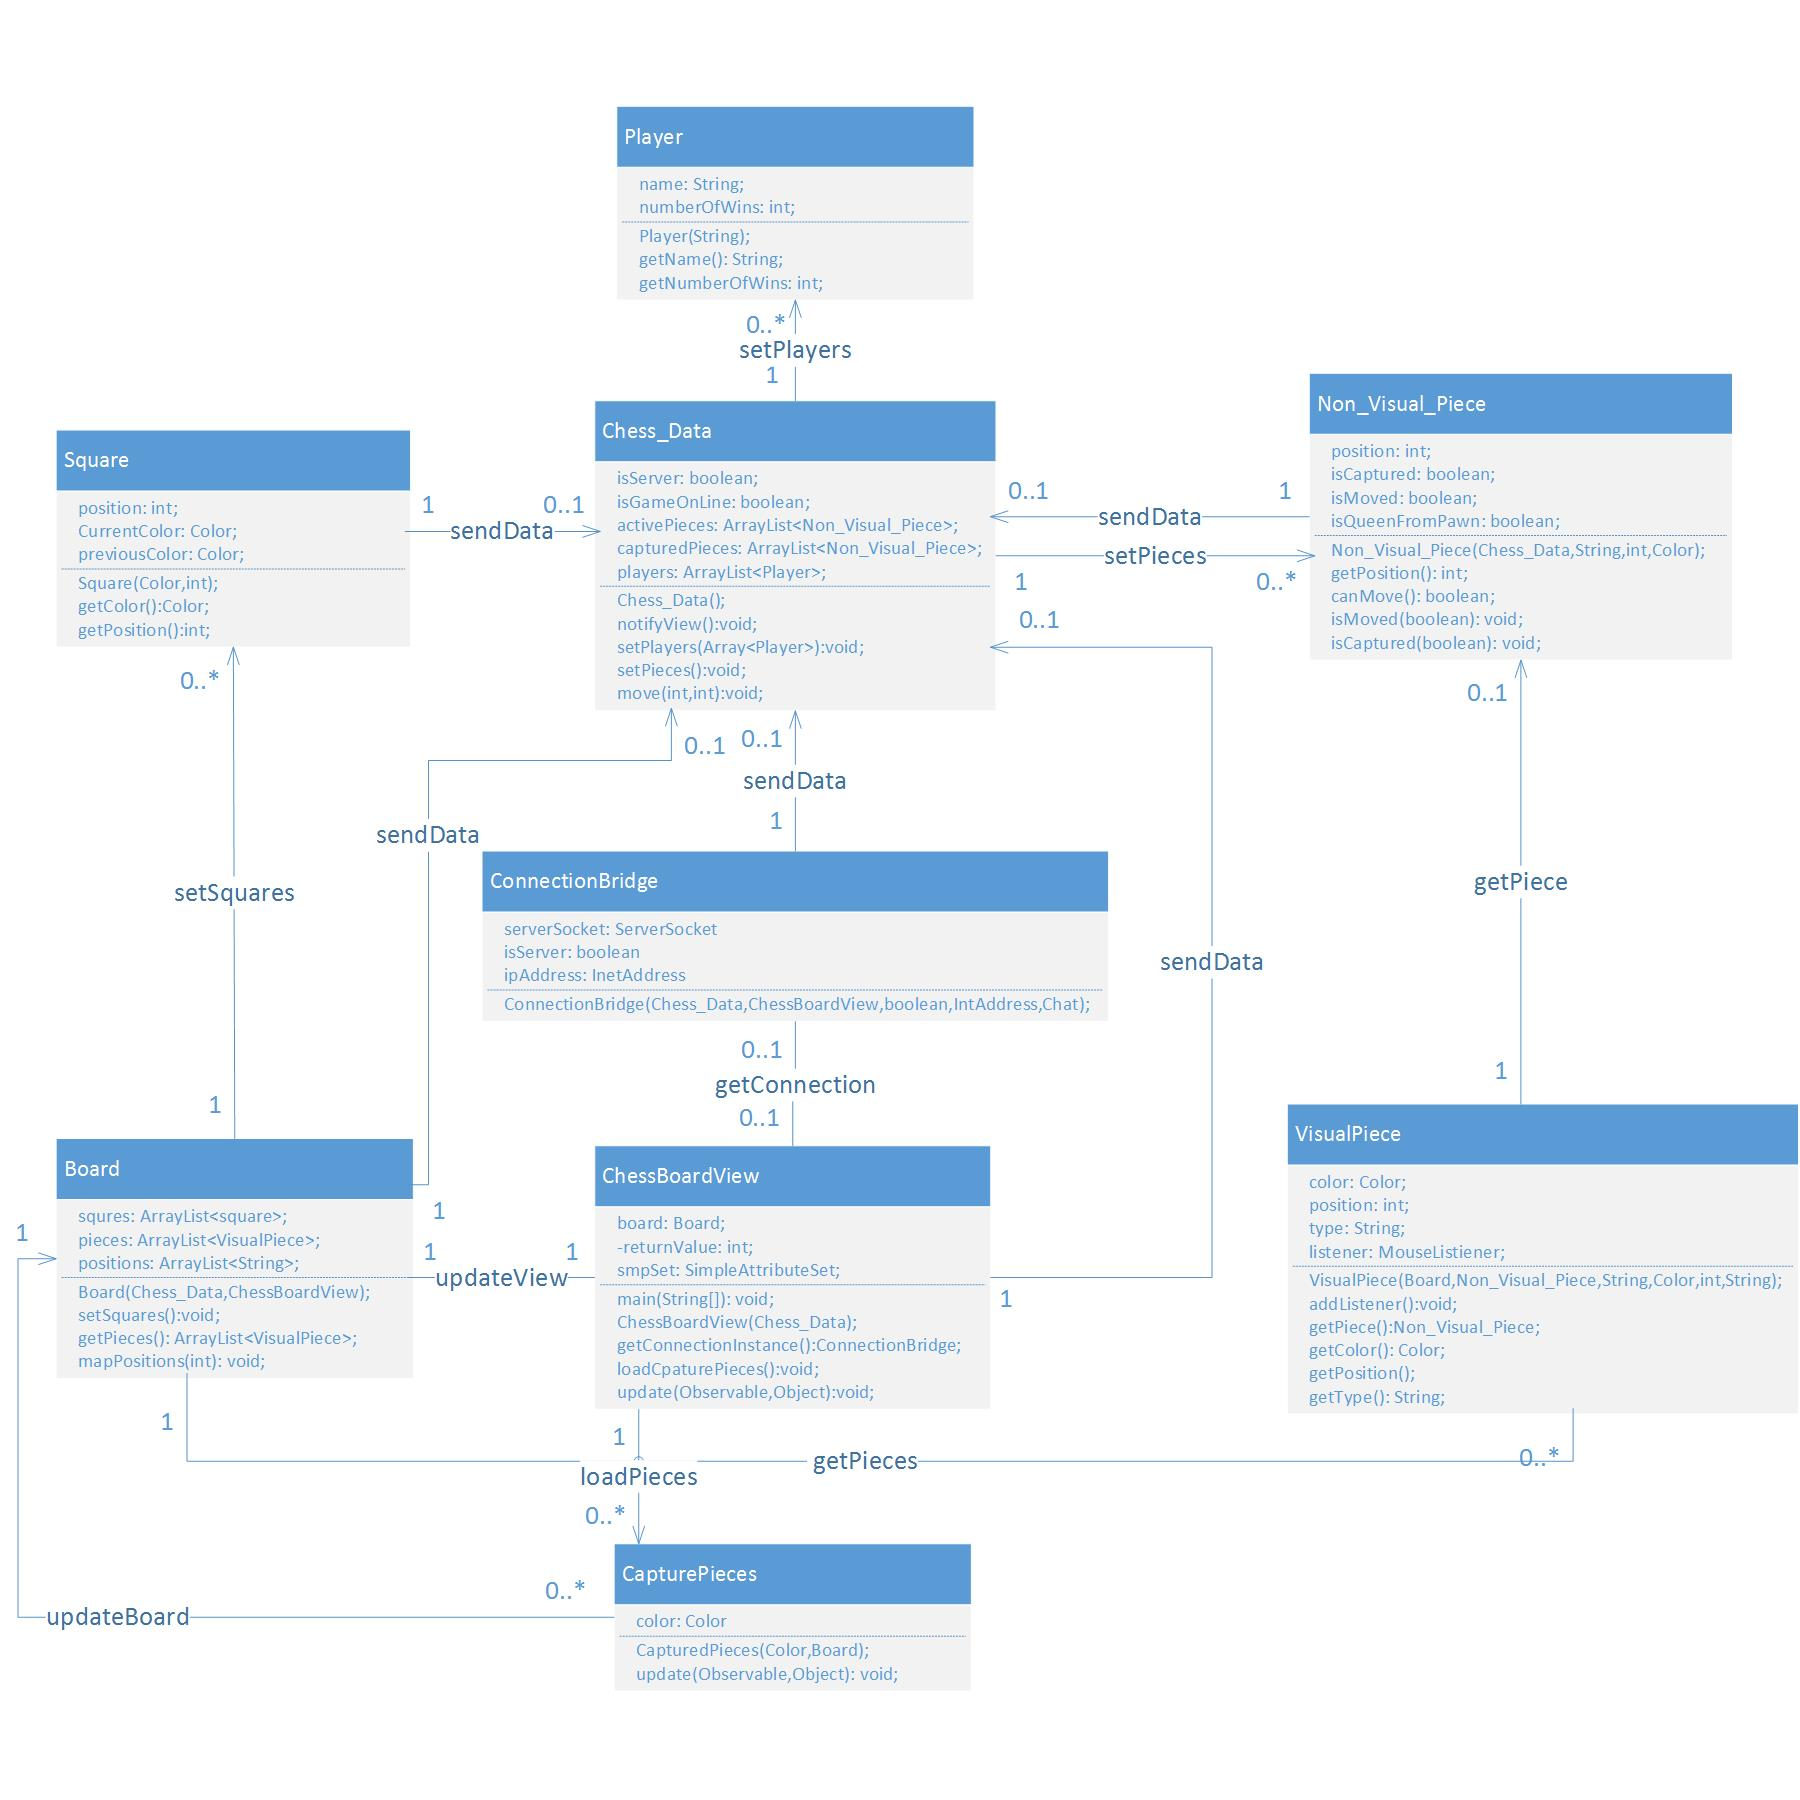 Player
name: String;
numberOfWins: int;
Player(String);
getName(): String;
getNumberOfWins: int;
0..*
setPlayers
1
Chess_Data
isServer: boolean;
isGameOnLine: boolean;
activePieces: ArrayList<Non_Visual_Piece>;
capturedPieces: ArrayList<Non_Visual_Piece>;
players: ArrayList<Player>;
Chess_Data();
notifyView():void;
setPlayers(Array<Player>):void;
setPieces():void;
move(int,int):void;
Non_Visual_Piece
position: int;
isCaptured: boolean;
isMoved: boolean;
isQueenFromPawn: boolean;
Non_Visual_Piece(Chess_Data,String,int,Color);
getPosition(): int;
canMove(): boolean;
isMoved(boolean): void;
isCaptured(boolean): void;
Square
position: int;
CurrentColor: Color;
previousColor: Color;
Square(Color,int);
getColor():Color;
getPosition():int;
1
sendData
0..1
0..1
sendData
1
setPieces
1
0..*
0..1
0..*
setSquares
1
sendData
0..1
0..1
sendData
1
0..1
getPiece
1
sendData
ConnectionBridge
serverSocket: ServerSocket
isServer: boolean
ipAddress: InetAddress
ConnectionBridge(Chess_Data,ChessBoardView,boolean,IntAddress,Chat);
0..1
getConnection
0..1
Board
squres: ArrayList<square>;
pieces: ArrayList<VisualPiece>;
positions: ArrayList<String>;
Board(Chess_Data,ChessBoardView);
setSquares():void;
getPieces(): ArrayList<VisualPiece>;
mapPositions(int): void;
1
1
1
updateView
1
ChessBoardView
board: Board;
-returnValue: int;
smpSet: SimpleAttributeSet;
main(String[]): void;
ChessBoardView(Chess_Data);
getConnectionInstance():ConnectionBridge;
loadCpaturePieces():void;
update(Observable,Object):void;
1
VisualPiece
color: Color;
position: int;
type: String;
listener: MouseListiener;
VisualPiece(Board,Non_Visual_Piece,String,Color,int,String);
addListener():void;
getPiece():Non_Visual_Piece;
getColor(): Color;
getPosition();
getType(): String;
1
1
loadPieces
getPieces
0..*
0..*
updateBoard
0..*
CapturePieces
color: Color
CapturedPieces(Color,Board);
update(Observable,Object): void;